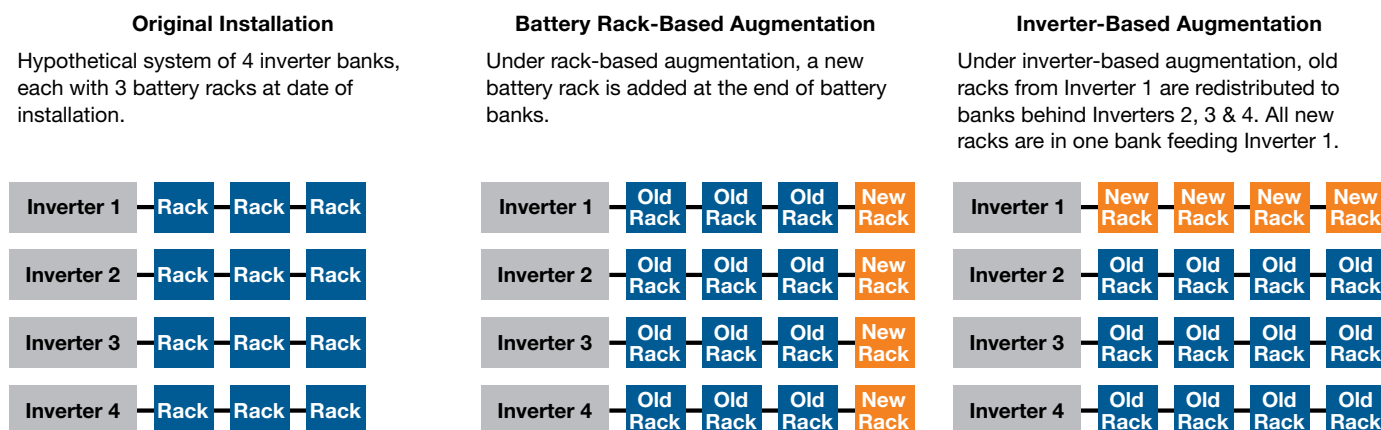 Original Installation
Hypothetical system of 4 inverter banks,
each with 3 battery racks at date of
installation.
Inverter 1 Rack Rack Rack
Inverter 2 Rack Rack Rack
Inverter 3 Rack Rack Rack
Inverter 4 Rack Rack Rack
Battery Rack-Based Augmentation
Under rack-based augmentation, a new
battery rack is added at the end of battery
banks.
Inverter 1 Old Rack Old Rack Old Rack New Rack
Inverter 2 Old Rack Old Rack Old Rack New Rack
Inverter 3 Old Rack Old Rack Old Rack New Rack
Inverter 4 Old Rack Old Rack Old Rack New Rack
Inverter-Based Augmentation
Under inverter-based augmentation, old
racks from Inverter 1 are redistributed to
banks behind Inverters 2, 3 & 4. All new
racks are in one bank feeding Inverter 1.
Inverter 1 New Rack New Rack New Rack New Rack
Inverter 2 Old Rack Old Rack Old Rack Old Rack
Inverter 3 Old Rack Old Rack Old Rack Old Rack
Inverter 4 Old Rack Old Rack Old Rack Old Rack